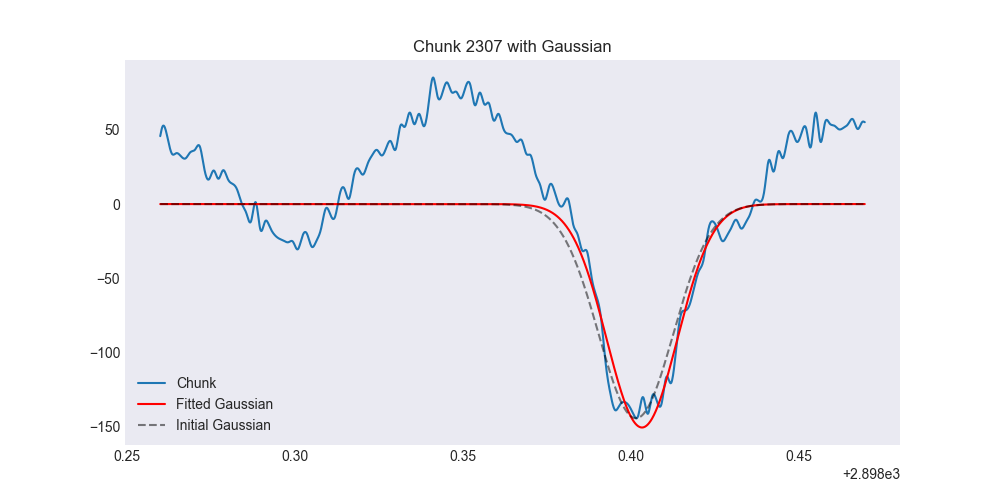 Chunk 2307 with Gaussian
50
0
−50
−100
−150
Chunk
Fitted Gaussian
Initial Gaussian
0.25 0.30 0.35 0.40 0.45
+2.898e3